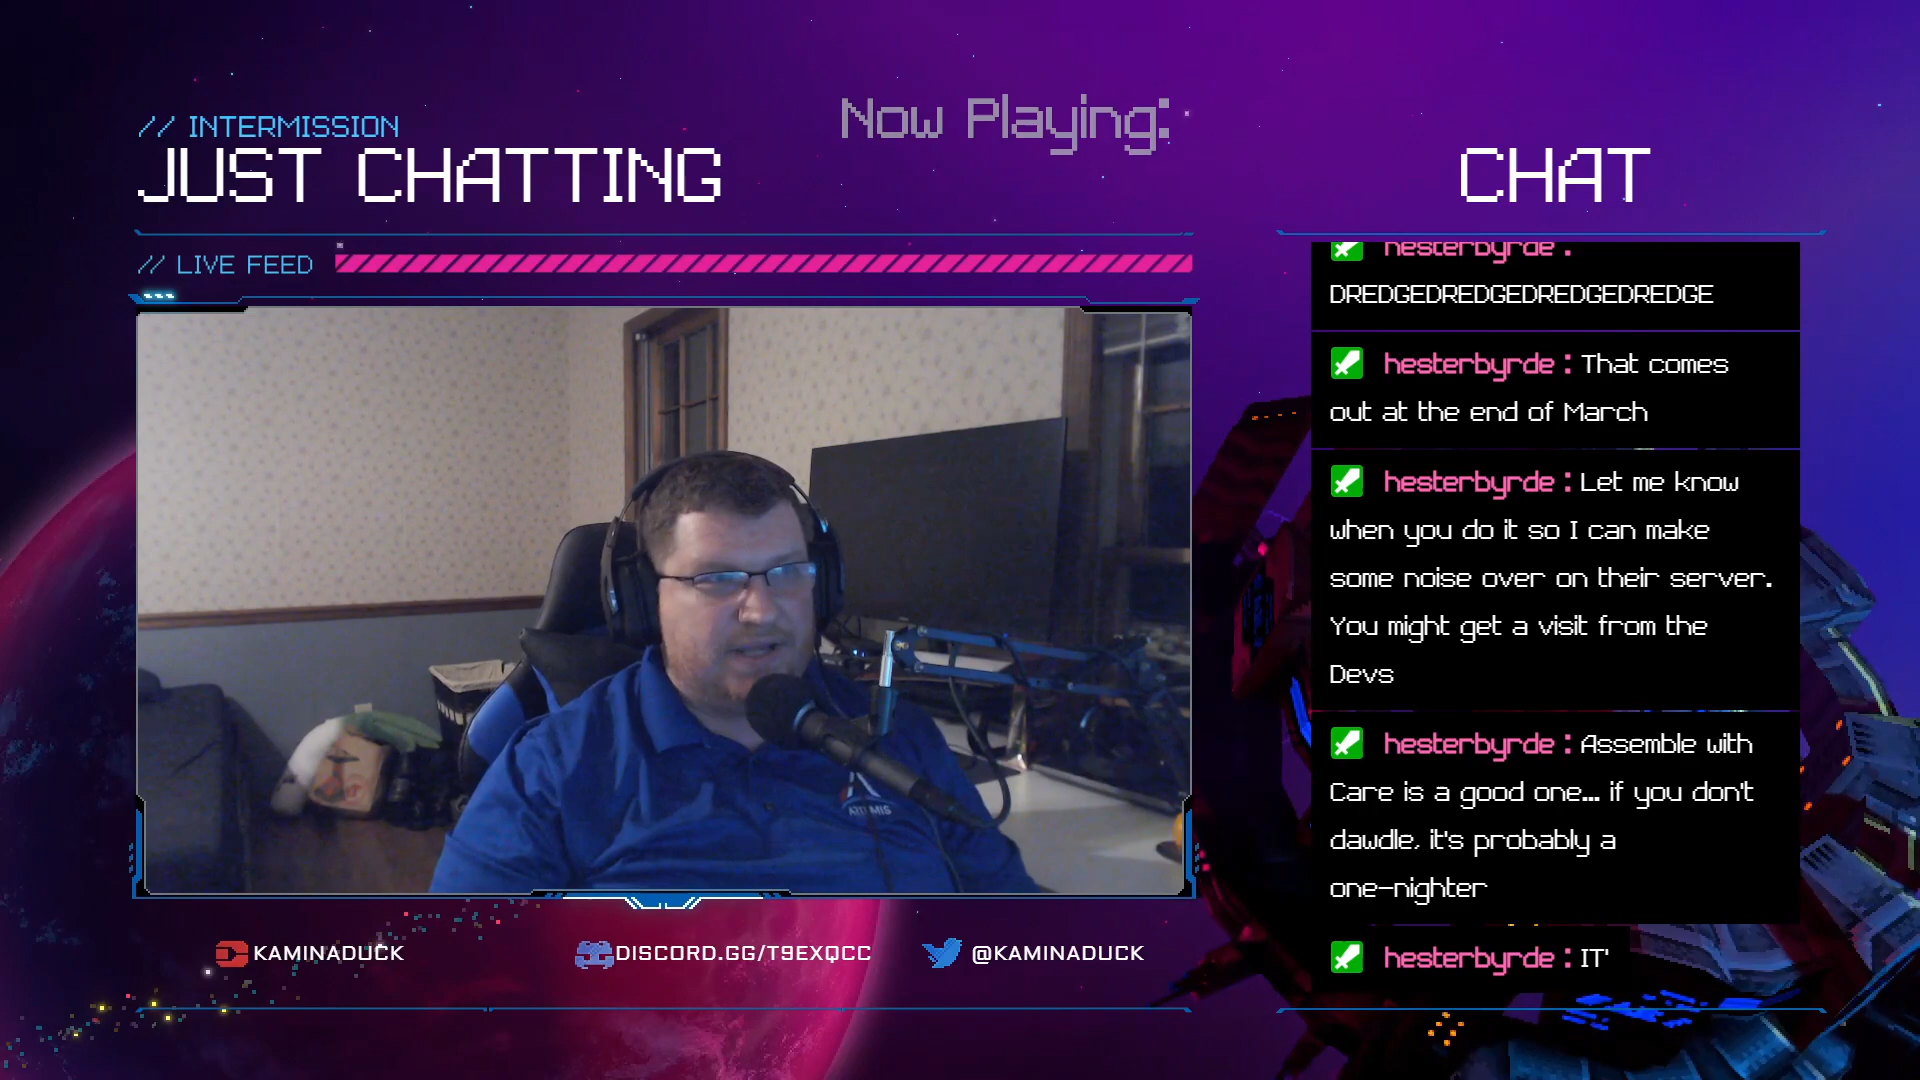 // INTERMISSION
JUST CHATTING
Now Playing:
// LIVE FEED
ARTEMIS
KAMINADUCK
DISCORD.GG/T9EXQCC
@KAMINADUCK
CHAT
hesterbyrde :
DREDGEDREDGEDREDGEDREDGE
hesterbyrde : That comes
out at the end of March
hesterbyrde : Let me know
when you do it so I can make
some noise over on their server.
You might get a visit from the
Devs
hesterbyrde : Assemble with
Care is a good one... if you don't
dawdle, it's probably a
one-nighter
hesterbyrde : IT'